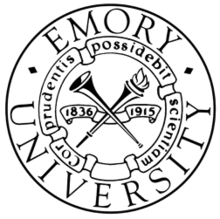 EMORY
UNIVERSITY
cor prudentis possidebit scientiam
1836 1915